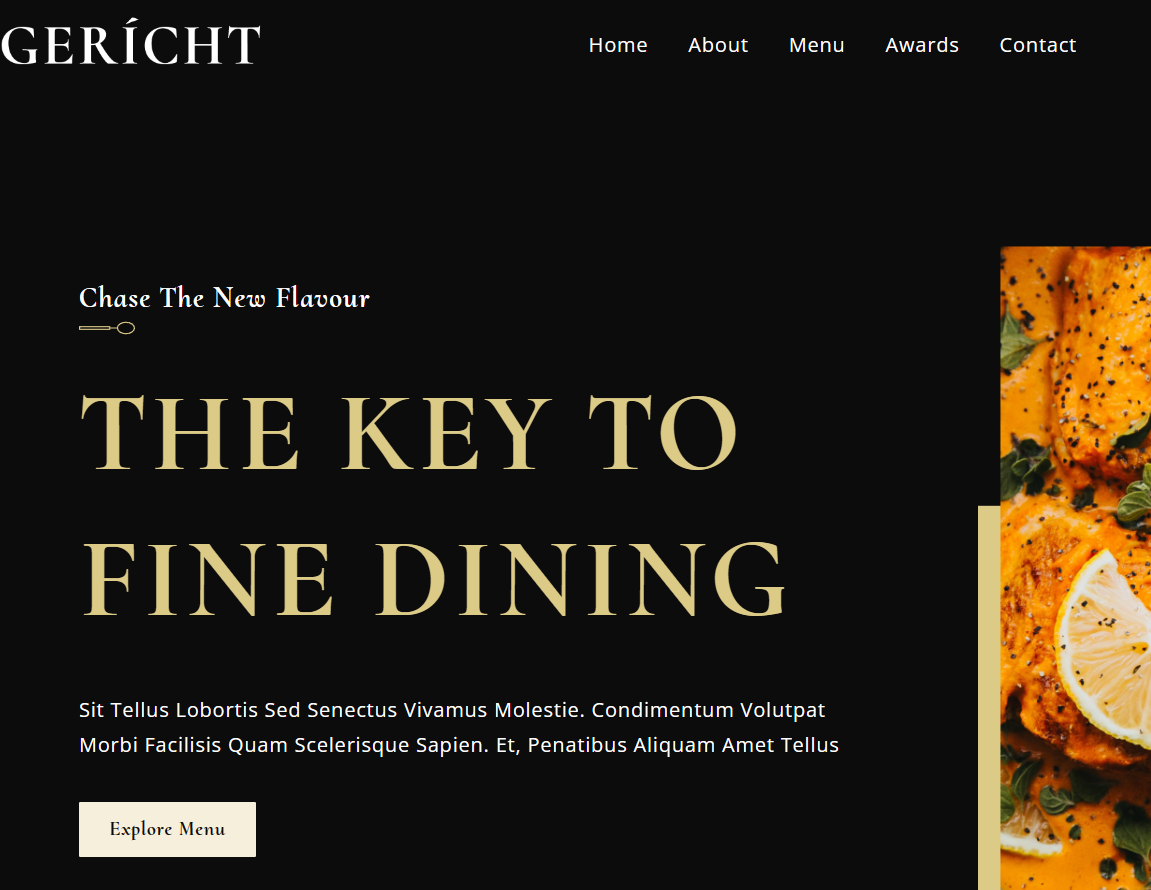 GERÍCHT
Home About Menu Awards Contact
Chase The New Flavour
THE KEY TO
FINE DINING
Sit Tellus Lobortis Sed Senectus Vivamus Molestie. Condimentum Volutpat
Morbi Facilisis Quam Scelerisque Sapien. Et, Penatibus Aliquam Amet Tellus
Explore Menu